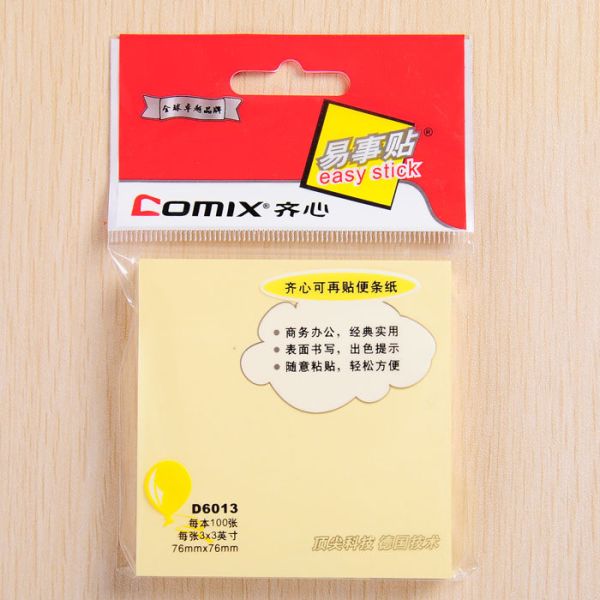 全球卓越品牌
易事贴®
easy stick
COMIX®齐心
齐心可再贴便条纸
● 商务办公，经典实用
● 表面书写，出色提示
● 随意粘贴，轻松方便
D6013
每本100张
每张3x3英寸
76mmx76mm
顶尖科技 德国技术